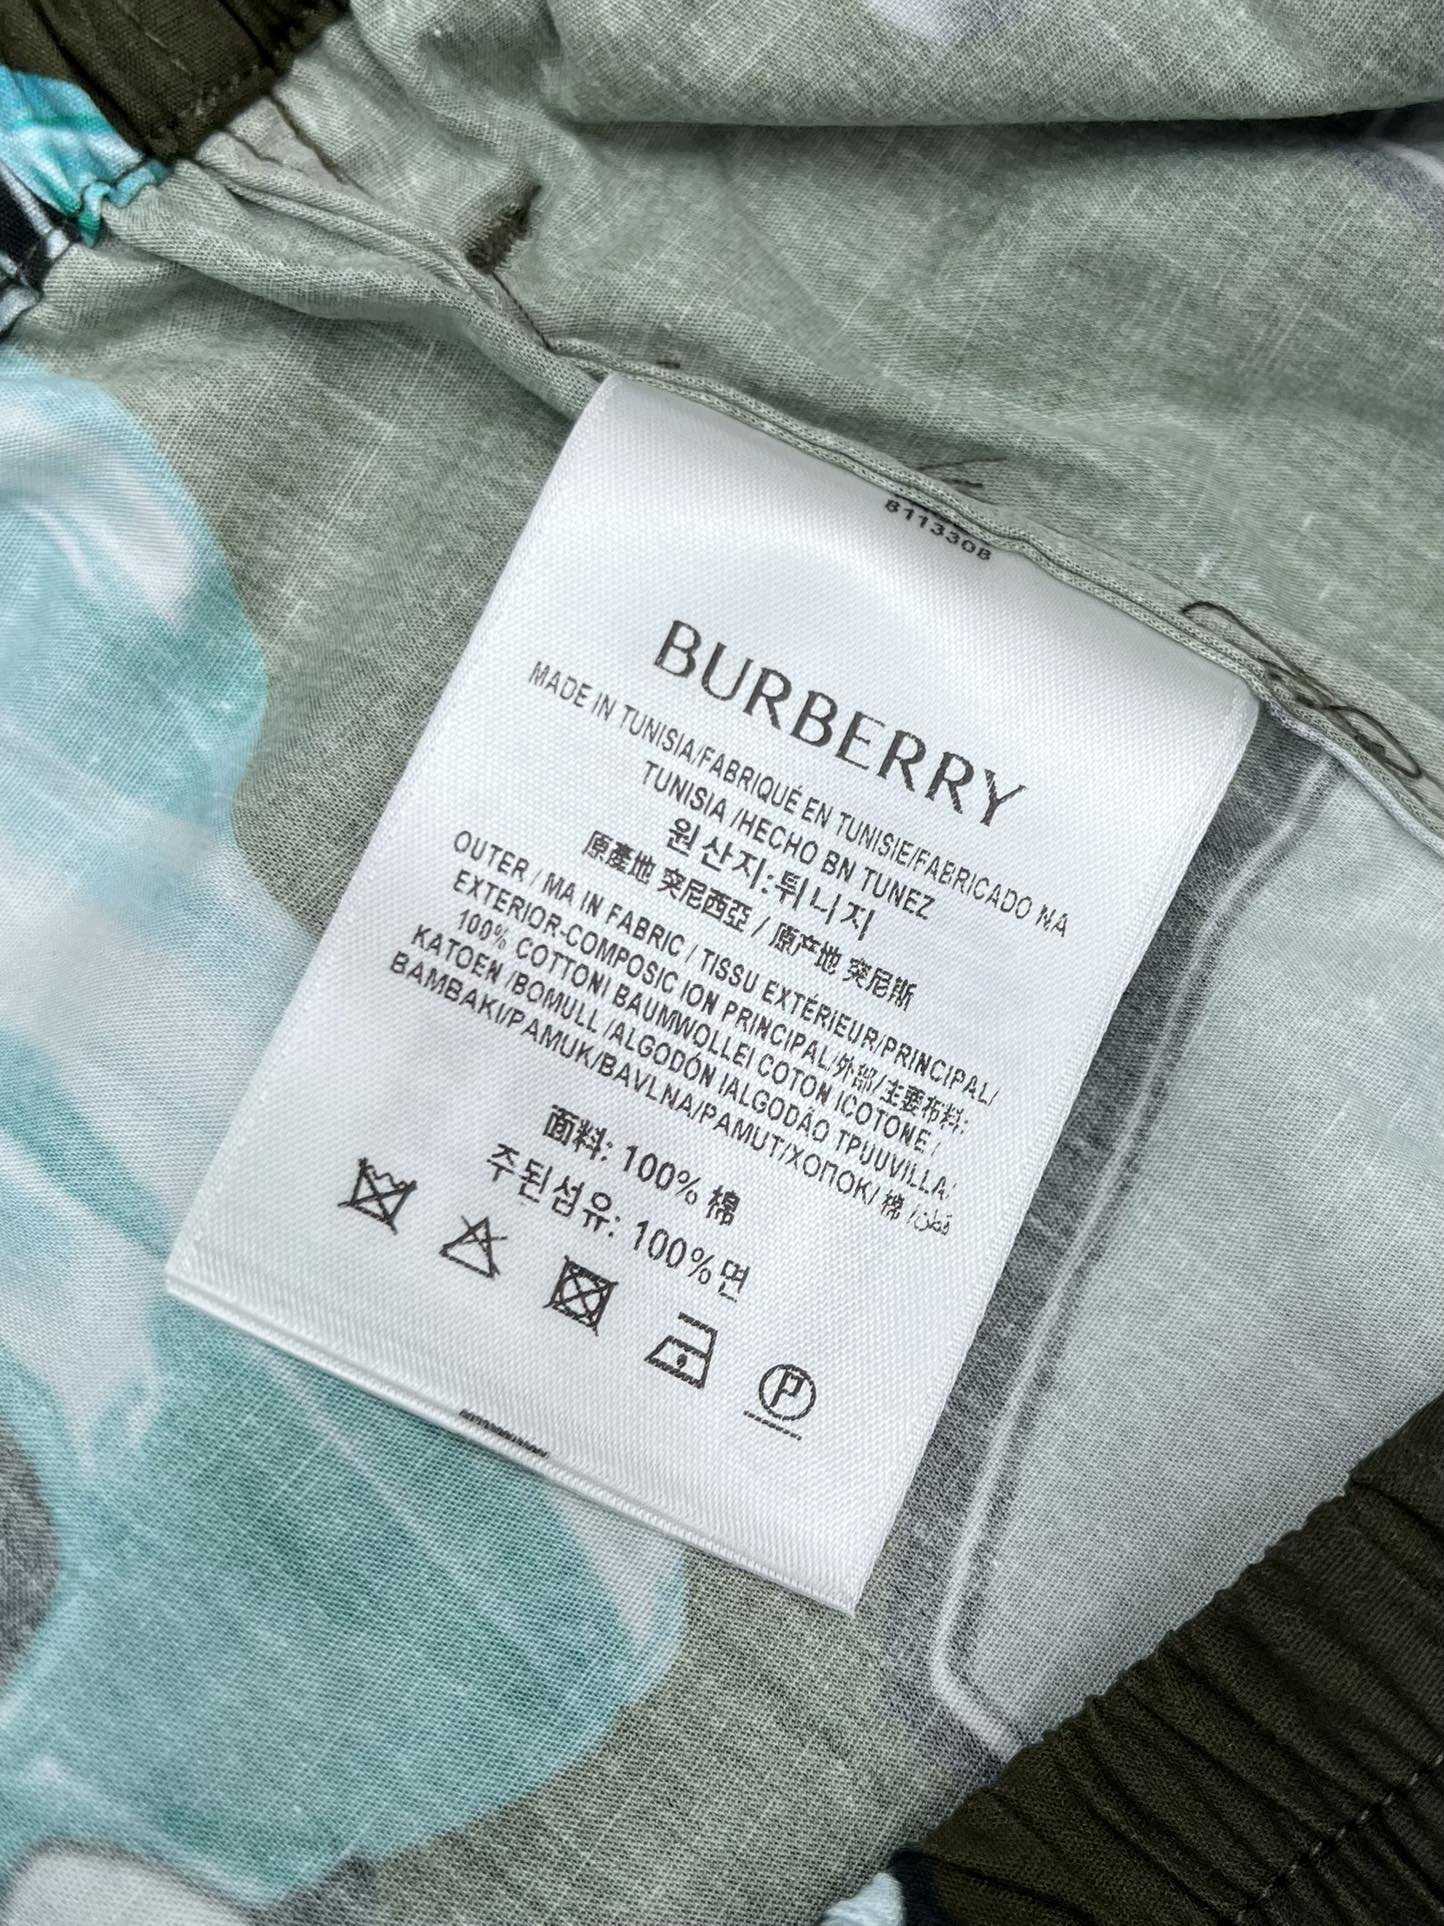 8113308
BURBERRY
MADE IN TUNISIA/FABRIQUÉ EN TUNISIE/FABRICADO NA
TUNISIA /HECHO BN TUNEZ
원산지:튀니지
原產地 突尼西亞 / 原产地 突尼斯
OUTER / MA IN FABRIC / TISSU EXTÉRIEUR/PRINCIPAL/
EXTERIOR-COMPOSIC ION PRINCIPAL/外部/主要布料:
100% COTTONI BAUMWOLLEI COTON ICOTONE /
KATOEN /BOMULL /ALGODÓN IALGODÃO TPUUVILLA/
BAMBAKI/PAMUK/BAVLNA/PAMUT/ХОПОК/ 棉 /قطن
面料: 100% 棉
주된섬유: 100%면
P